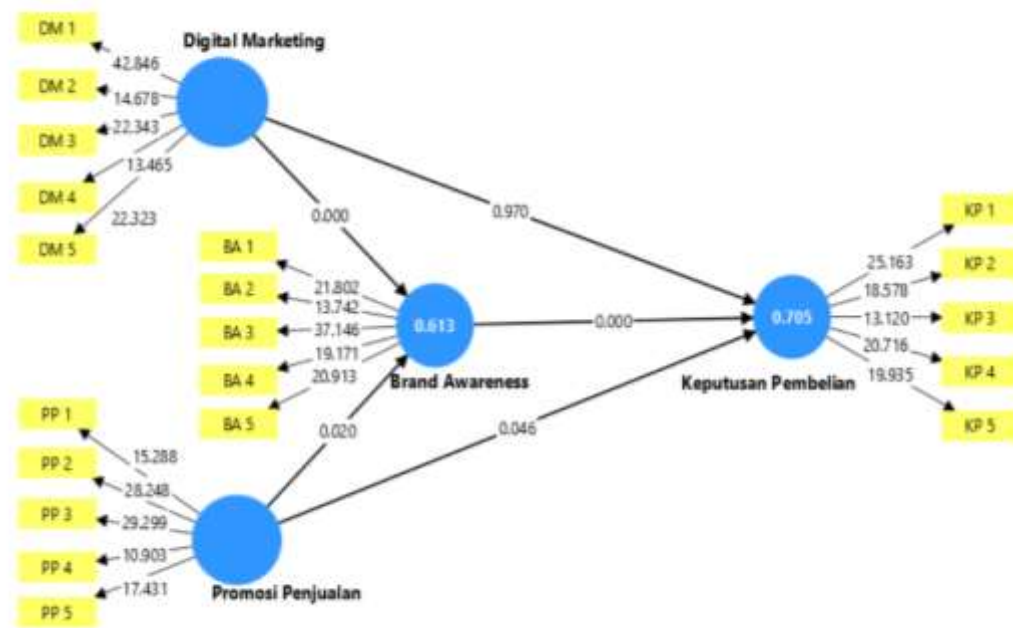 Digital Marketing
DM 1
DM 2
DM 3
DM 4
DM 5
42.846
14.678
22.343
13.465
22.323
0.000
0.970
BA 1
BA 2
BA 3
BA 4
BA 5
21.802
13.742
37.146
19.171
20.913
0.613
Brand Awareness
0.000
0.705
Keputusan Pembelian
25.163
18.578
13.120
20.716
19.935
KP 1
KP 2
KP 3
KP 4
KP 5
0.020
0.046
PP 1
PP 2
PP 3
PP 4
PP 5
15.288
28.248
29.299
10.903
17.431
Promosi Penjualan